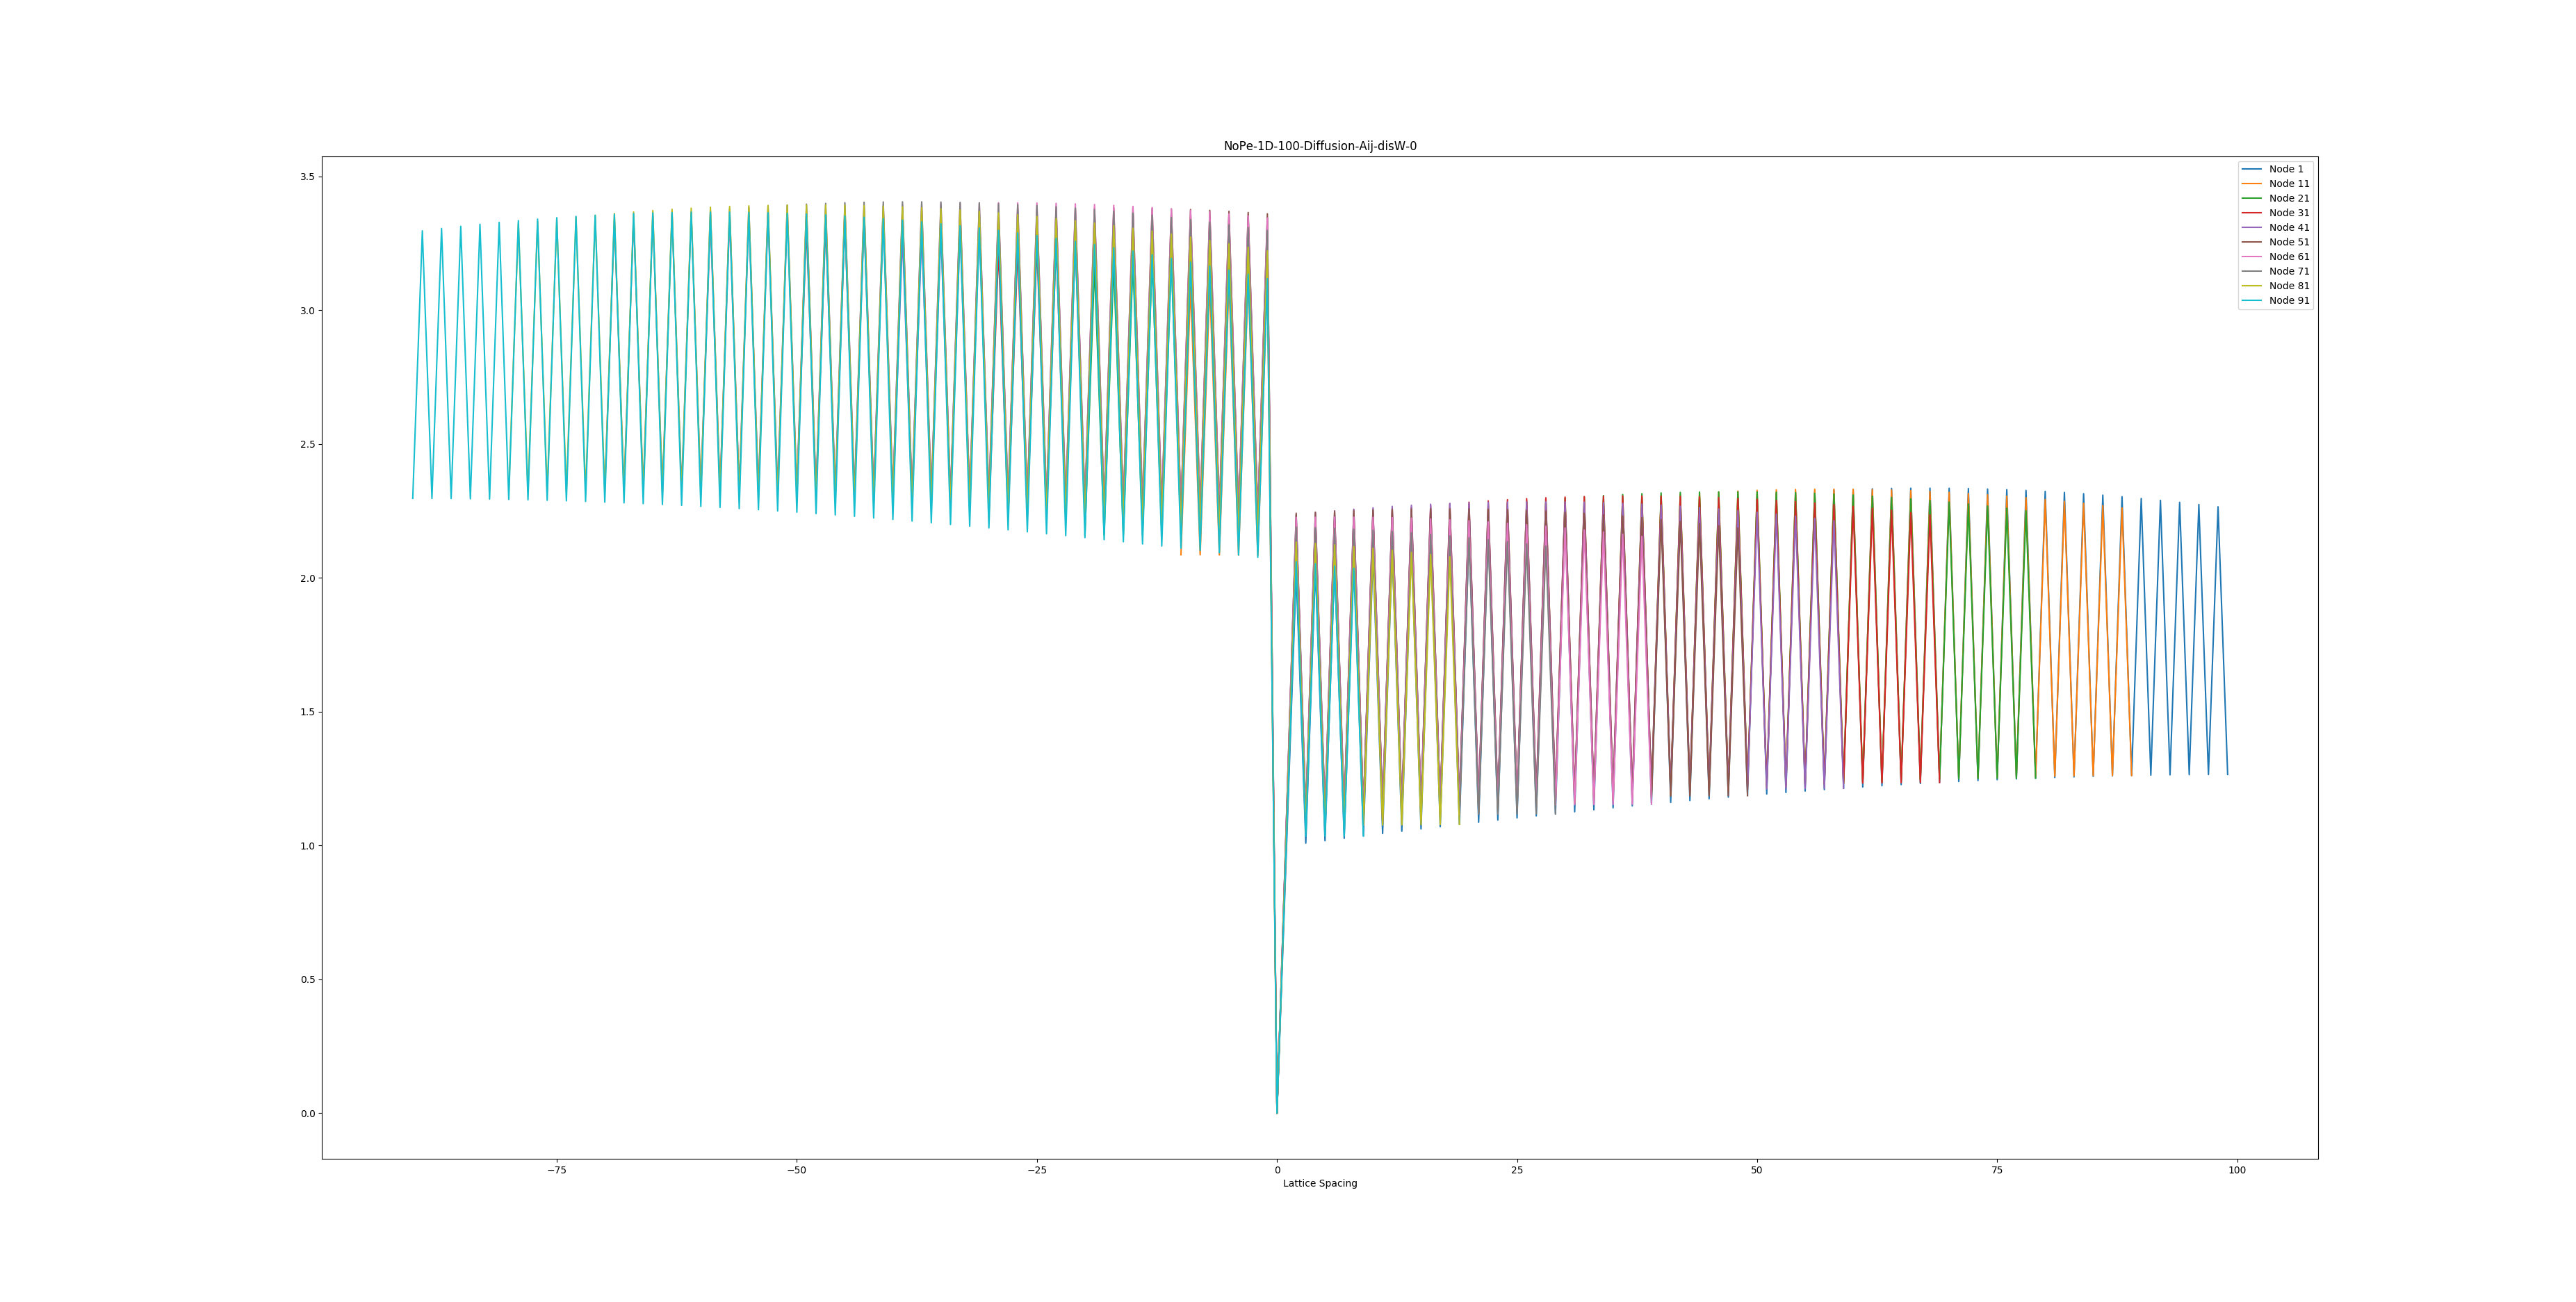 NoPe-1D-100-Diffusion-Aij-disW-0
3.5
3.0
2.5
2.0
1.5
1.0
0.5
0.0
−75
−50
−25
0
25
50
75
100
Lattice Spacing
Node 1
Node 11
Node 21
Node 31
Node 41
Node 51
Node 61
Node 71
Node 81
Node 91